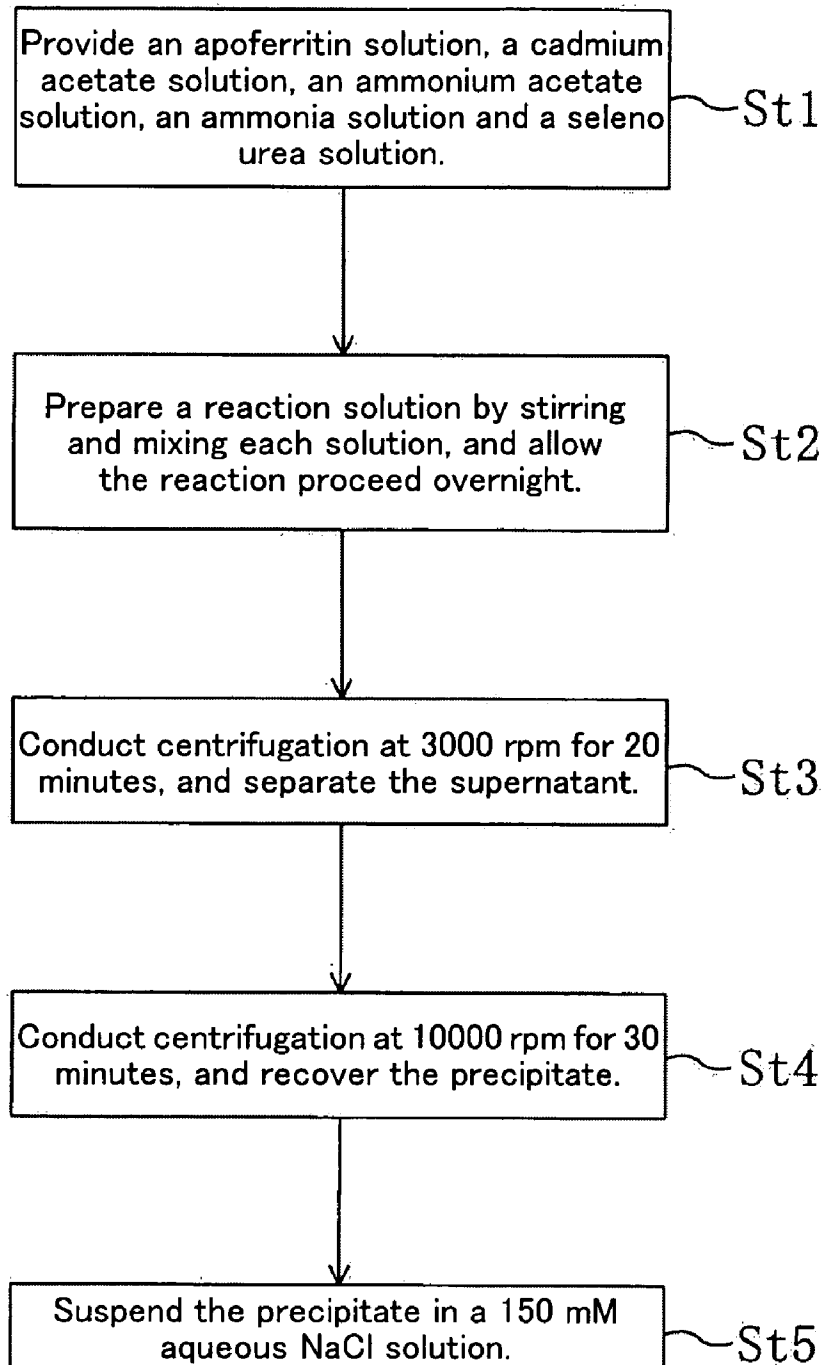 Provide an apoferritin solution, a cadmium
acetate solution, an ammonium acetate
solution, an ammonia solution and a seleno
urea solution.
St1
Prepare a reaction solution by stirring
and mixing each solution, and allow
the reaction proceed overnight.
St2
Conduct centrifugation at 3000 rpm for 20
minutes, and separate the supernatant.
St3
Conduct centrifugation at 10000 rpm for 30
minutes, and recover the precipitate.
St4
Suspend the precipitate in a 150 mM
aqueous NaCl solution.
St5